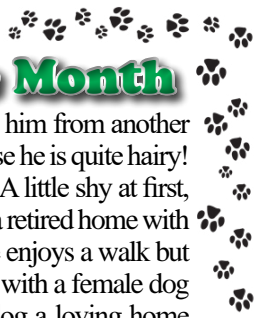 Month
him from another
se he is quite hairy!
A little shy at first,
a retired home with
enjoys a walk but
with a female dog
og a loving home